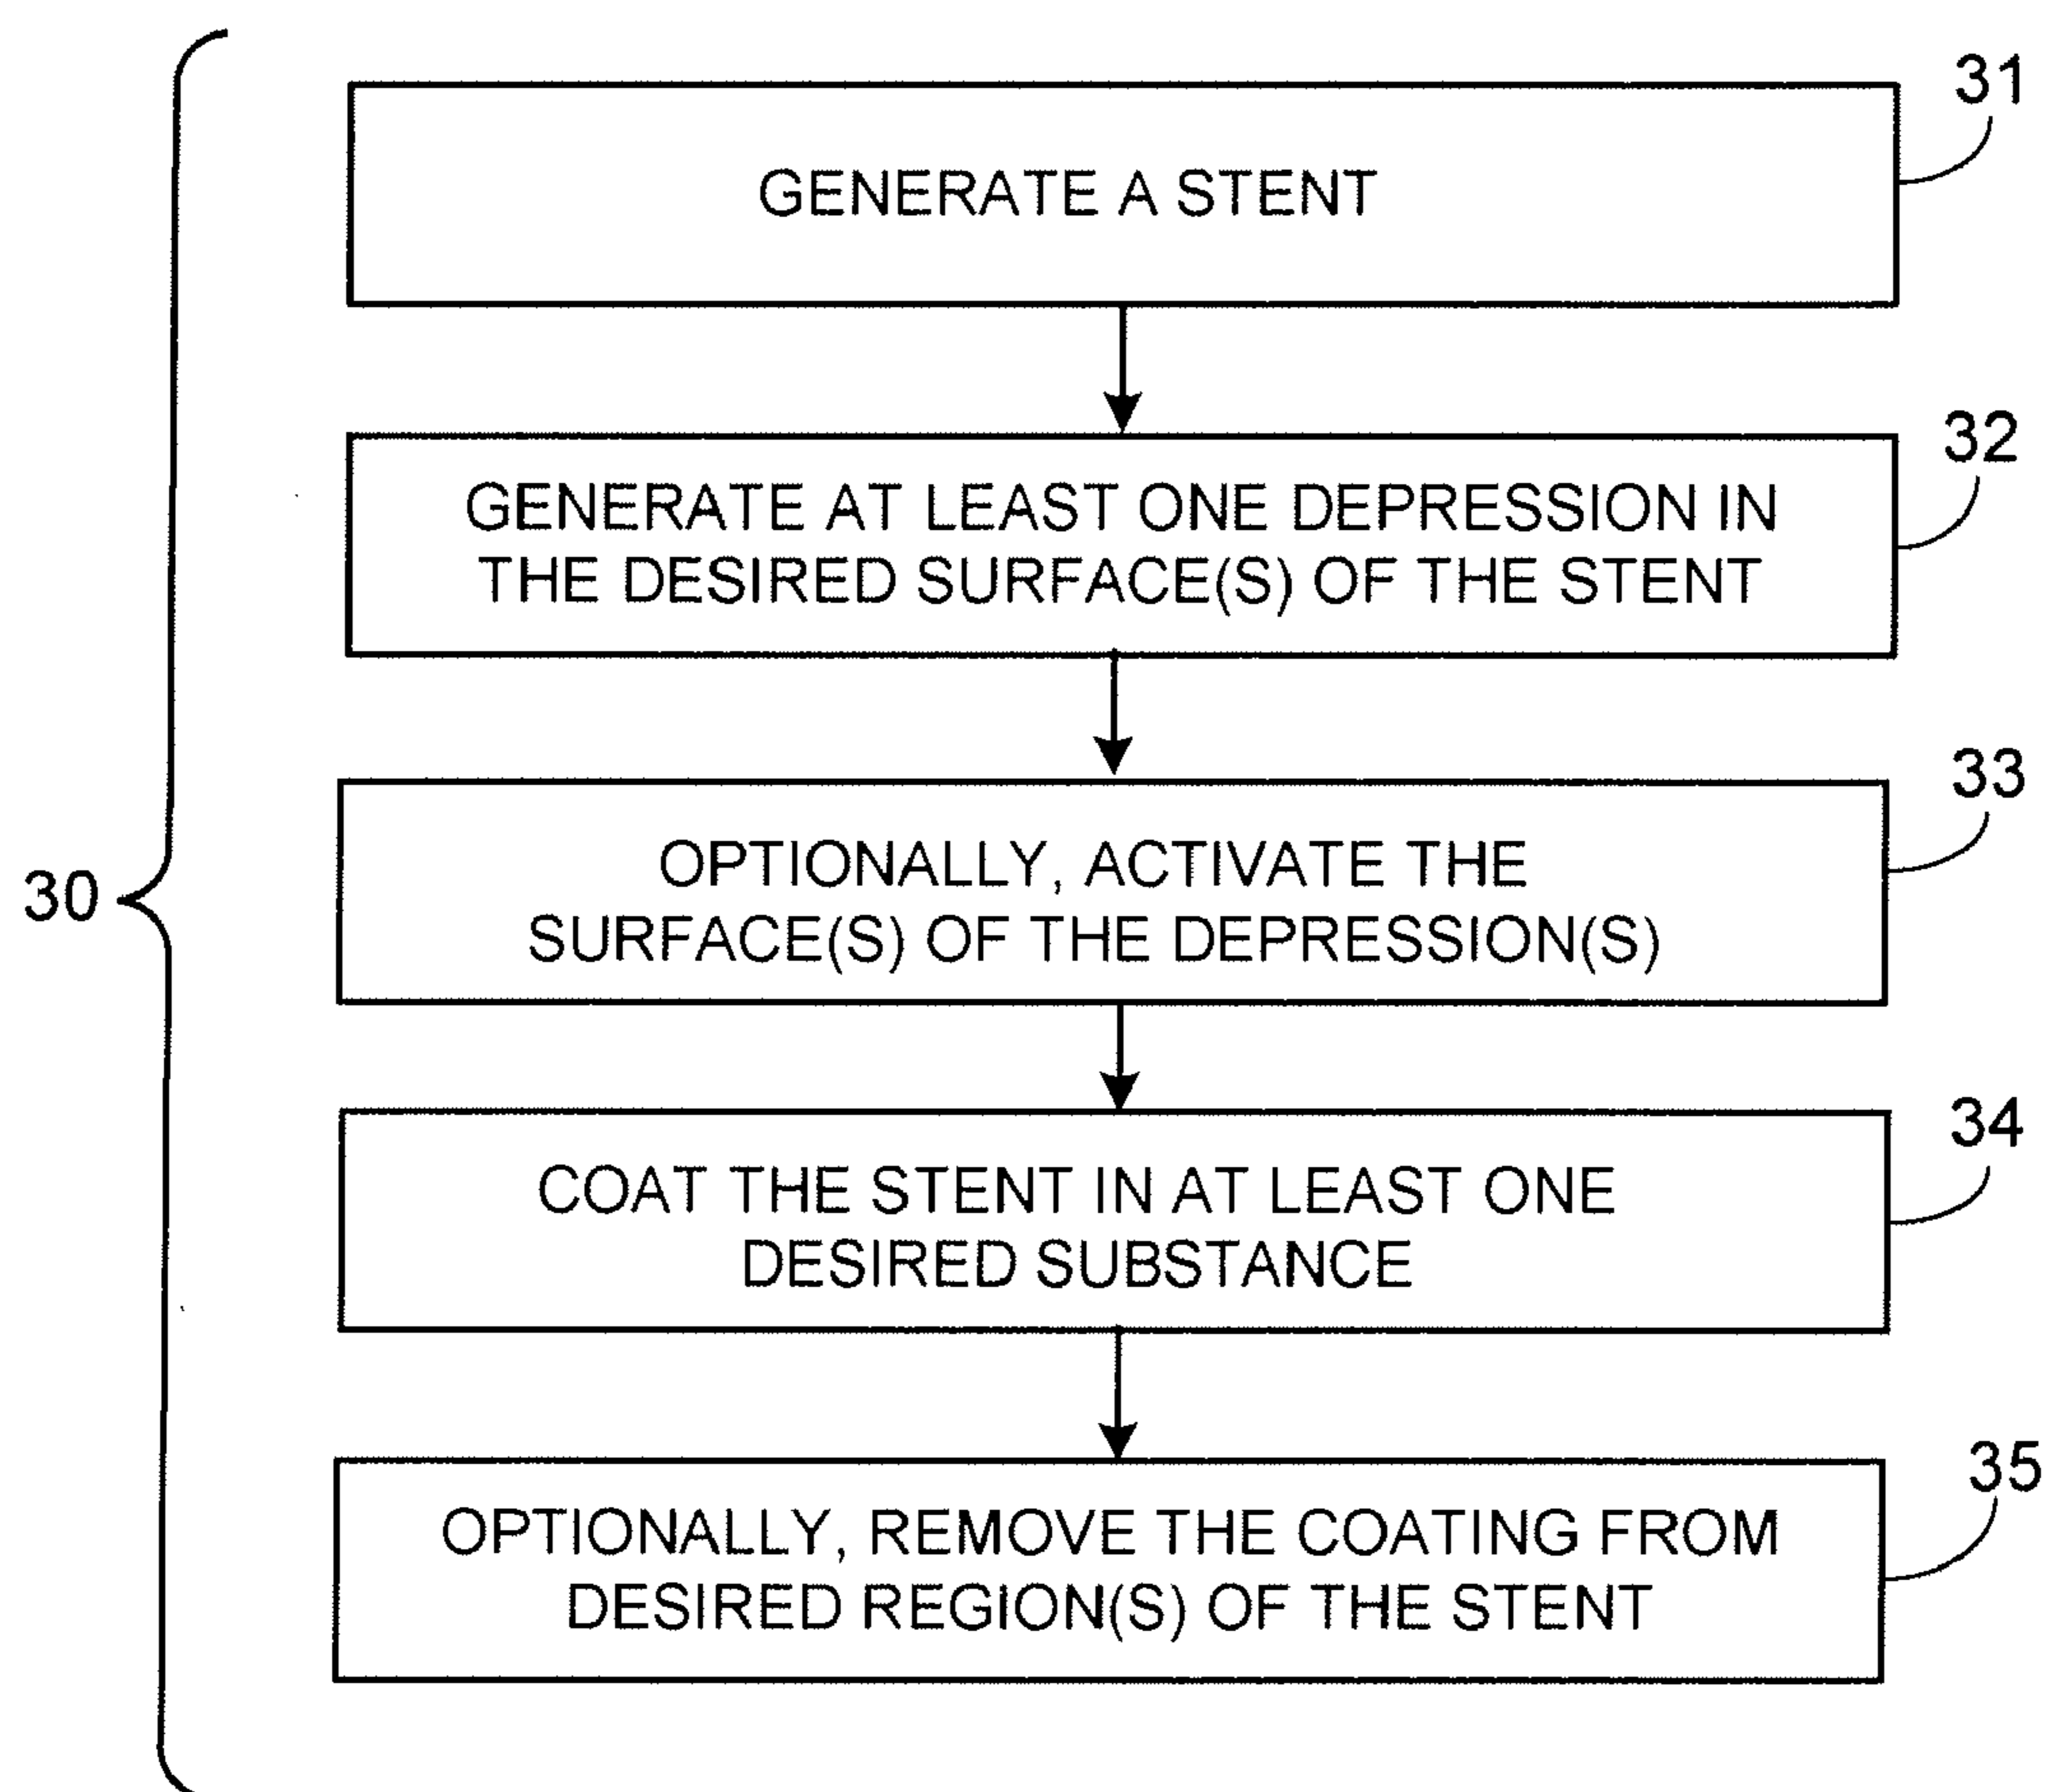 31
GENERATE A STENT
32
GENERATE AT LEAST ONE DEPRESSION IN
THE DESIRED SURFACE(S) OF THE STENT
33
OPTIONALLY, ACTIVATE THE
SURFACE(S) OF THE DEPRESSION(S)
30
34
COAT THE STENT IN AT LEAST ONE
DESIRED SUBSTANCE
35
OPTIONALLY, REMOVE THE COATING FROM
DESIRED REGION(S) OF THE STENT